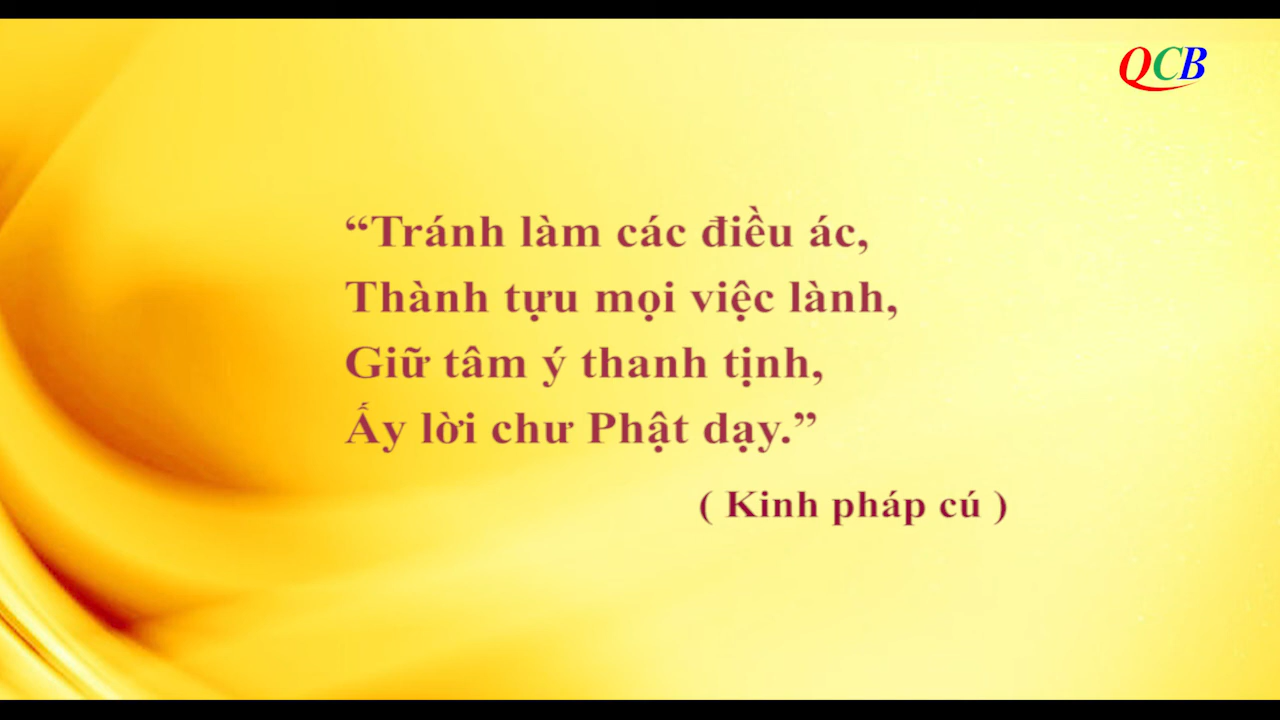 QCB
“Tránh làm các điều ác,
Thành tựu mọi việc lành,
Giữ tâm ý thanh tịnh,
Ấy lời chư Phật dạy.”
( Kinh pháp cú )